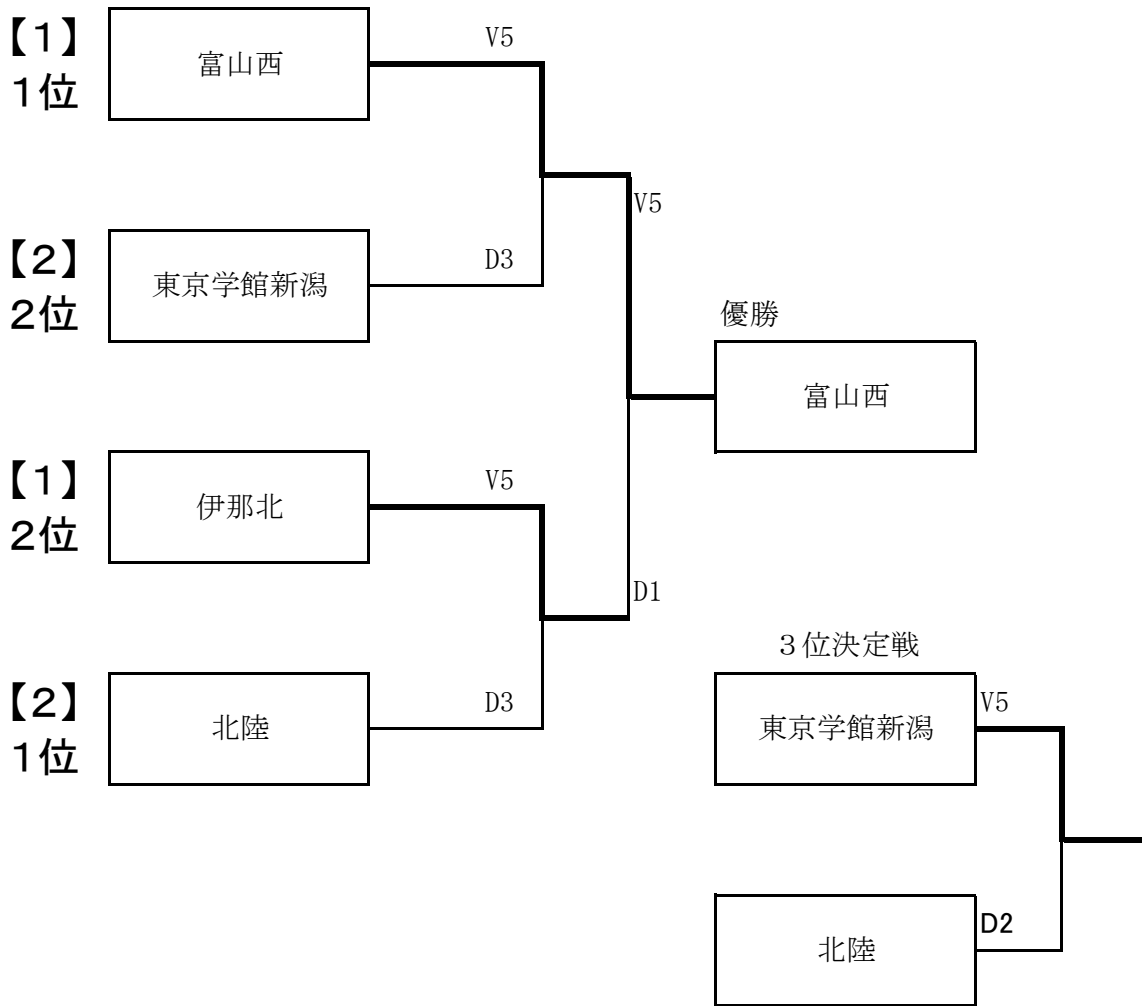 【1】
1位
富山西
V5
V5
【2】
2位
東京学館新潟
D3
優勝
富山西
【1】
2位
伊那北
V5
D1
【2】
1位
北陸
D3
３位決定戦
東京学館新潟
V5
北陸
D2